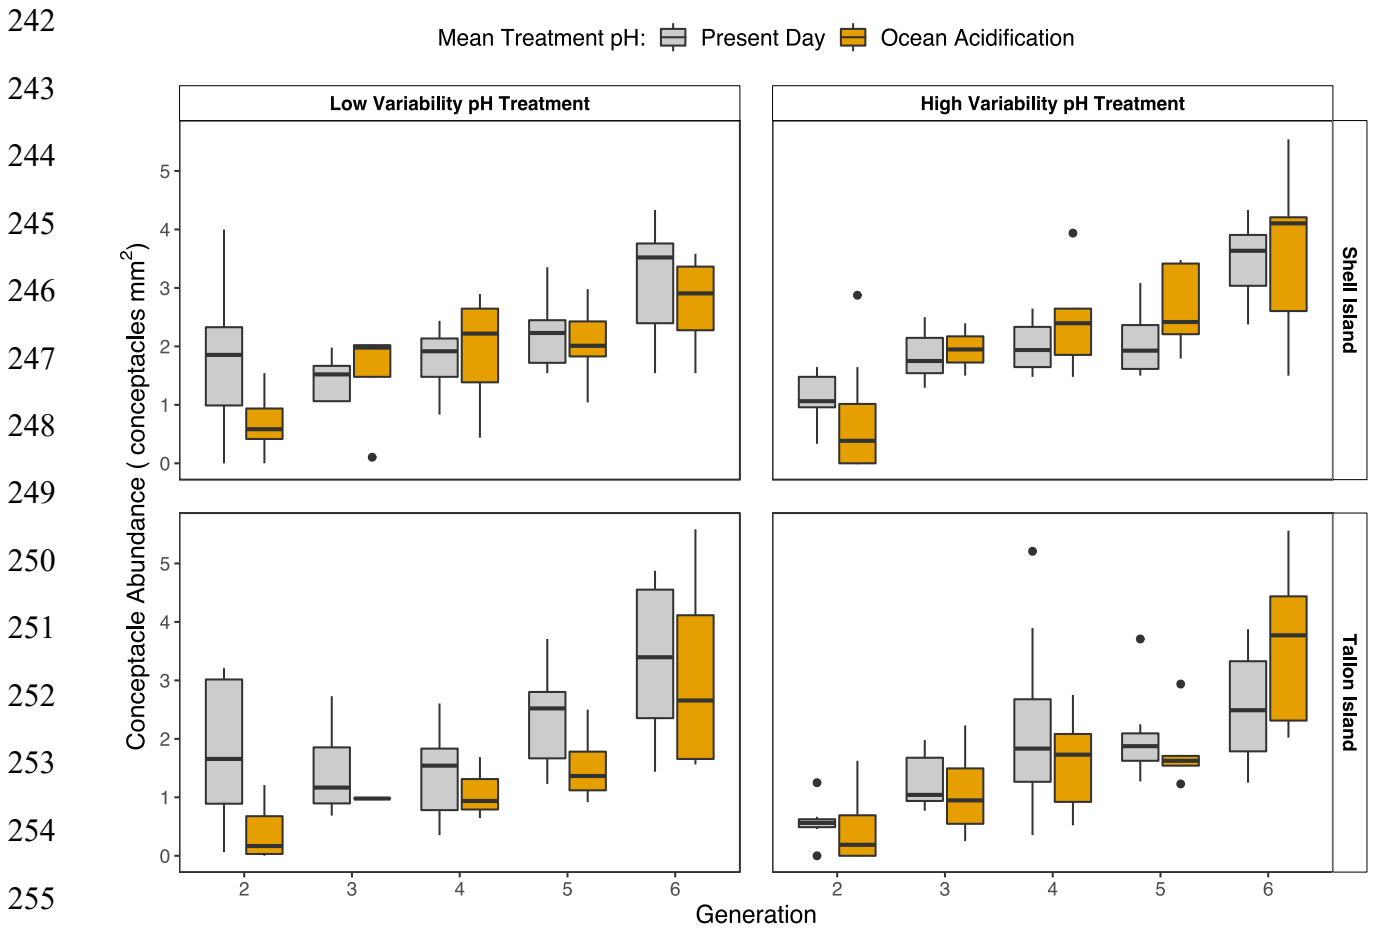 242
Mean Treatment pH: Present Day Ocean Acidification
243
Low Variability pH Treatment
High Variability pH Treatment
244
245
246
247
248
249
250
251
252
253
254
255
5
4
3
2
1
0
Shell Island
5
4
3
2
1
0
Tallon Island
Conceptacle Abundance ( conceptacles mm²)
2 3 4 5 6
2 3 4 5 6
Generation